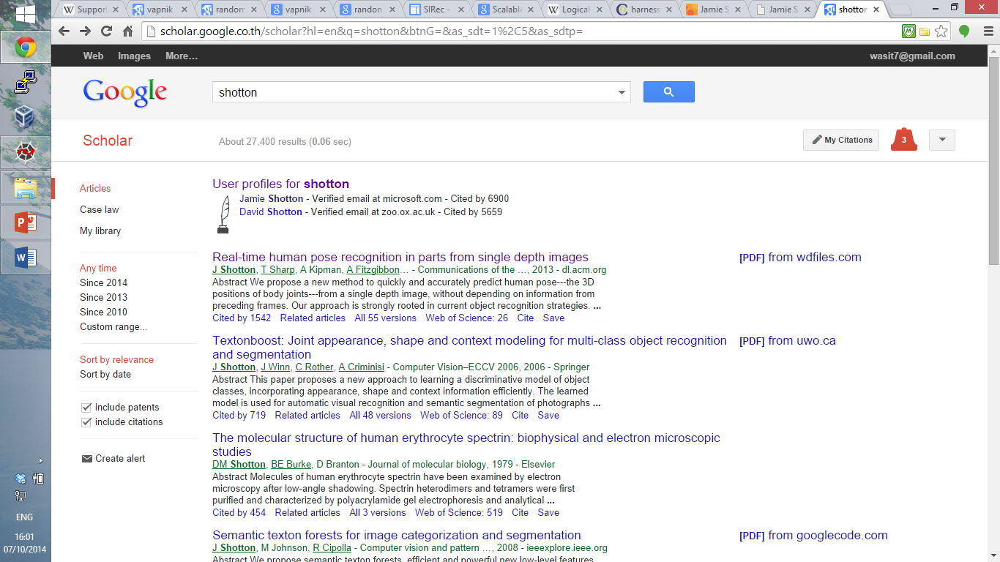 Support
vapnik
random
vapnik
randon
SIRec -
Scalable
Logical
harness
Jamie S
Jamie S
shotton
scholar.google.co.th/scholar?hl=en&q=shotton&btnG=&as_sdt=1%2C5&as_sdtp=
Web Images More...
wasit7@gmail.com
Google
shotton
Scholar
About 27,400 results (0.06 sec)
My Citations
3
Articles
Case law
My library
Any time
Since 2014
Since 2013
Since 2010
Custom range...
Sort by relevance
Sort by date
include patents
include citations
Create alert
User profiles for shotton
Jamie Shotton - Verified email at microsoft.com - Cited by 6900
David Shotton - Verified email at zoo.ox.ac.uk - Cited by 5659
Real-time human pose recognition in parts from single depth images
[PDF] from wdfiles.com
J Shotton, T Sharp, A Kipman, A Fitzgibbon... - Communications of the ..., 2013 - dl.acm.org
Abstract We propose a new method to quickly and accurately predict human pose---the 3D
positions of body joints---from a single depth image, without depending on information from
preceding frames. Our approach is strongly rooted in current object recognition strategies. ...
Cited by 1542 Related articles All 55 versions Web of Science: 26 Cite Save
Textonboost: Joint appearance, shape and context modeling for multi-class object recognition
and segmentation
[PDF] from uwo.ca
J Shotton, J Winn, C Rother, A Criminisi - Computer Vision–ECCV 2006, 2006 - Springer
Abstract This paper proposes a new approach to learning a discriminative model of object
classes, incorporating appearance, shape and context information efficiently. The learned
model is used for automatic visual recognition and semantic segmentation of photographs ...
Cited by 719 Related articles All 48 versions Web of Science: 89 Cite Save
The molecular structure of human erythrocyte spectrin: biophysical and electron microscopic
studies
DM Shotton, BE Burke, D Branton - Journal of molecular biology, 1979 - Elsevier
Abstract Molecules of human erythrocyte spectrin have been examined by electron
microscopy after low-angle shadowing. Spectrin heterodimers and tetramers were first
purified and characterized by polyacrylamide gel electrophoresis and analytical ...
Cited by 454 Related articles All 3 versions Web of Science: 519 Cite Save
Semantic texton forests for image categorization and segmentation
[PDF] from googlecode.com
J Shotton, M Johnson, R Cipolla - Computer vision and pattern ..., 2008 - ieeexplore.ieee.org
Abstract We propose semantic texton forests, efficient and powerful new low-level features
ENG
16:01
07/10/2014